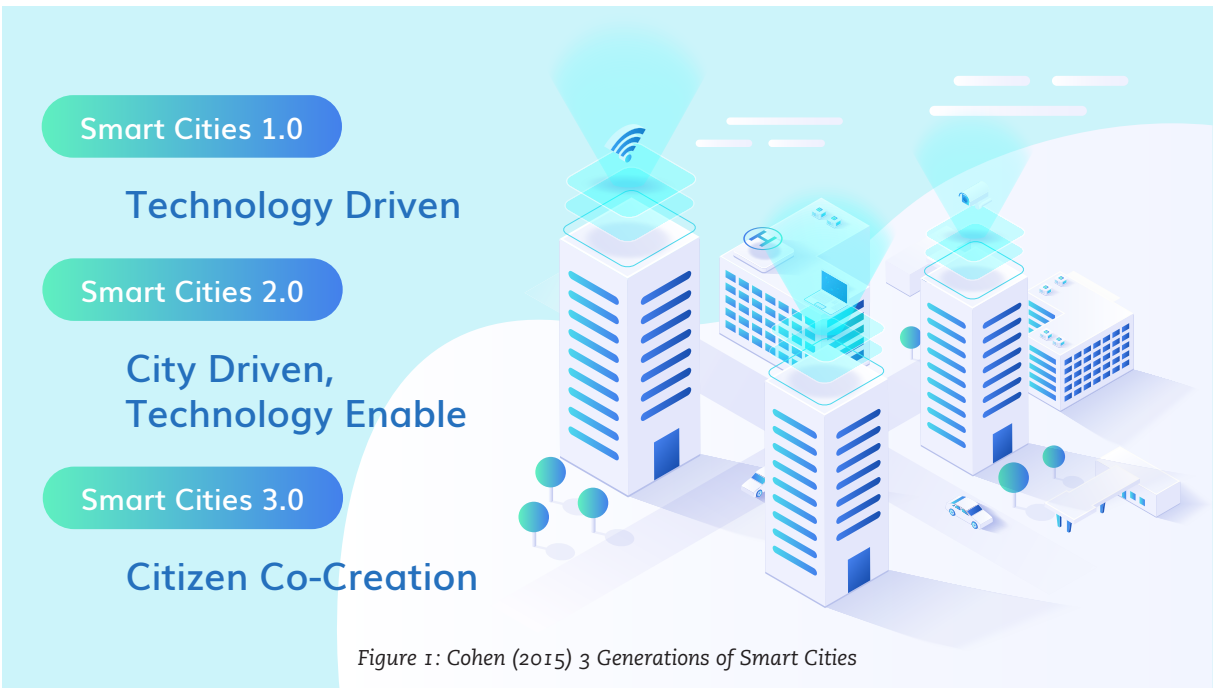 Smart Cities 1.0
Technology Driven
Smart Cities 2.0
City Driven,
Technology Enable
Smart Cities 3.0
Citizen Co-Creation
H
Figure 1: Cohen (2015) 3 Generations of Smart Cities